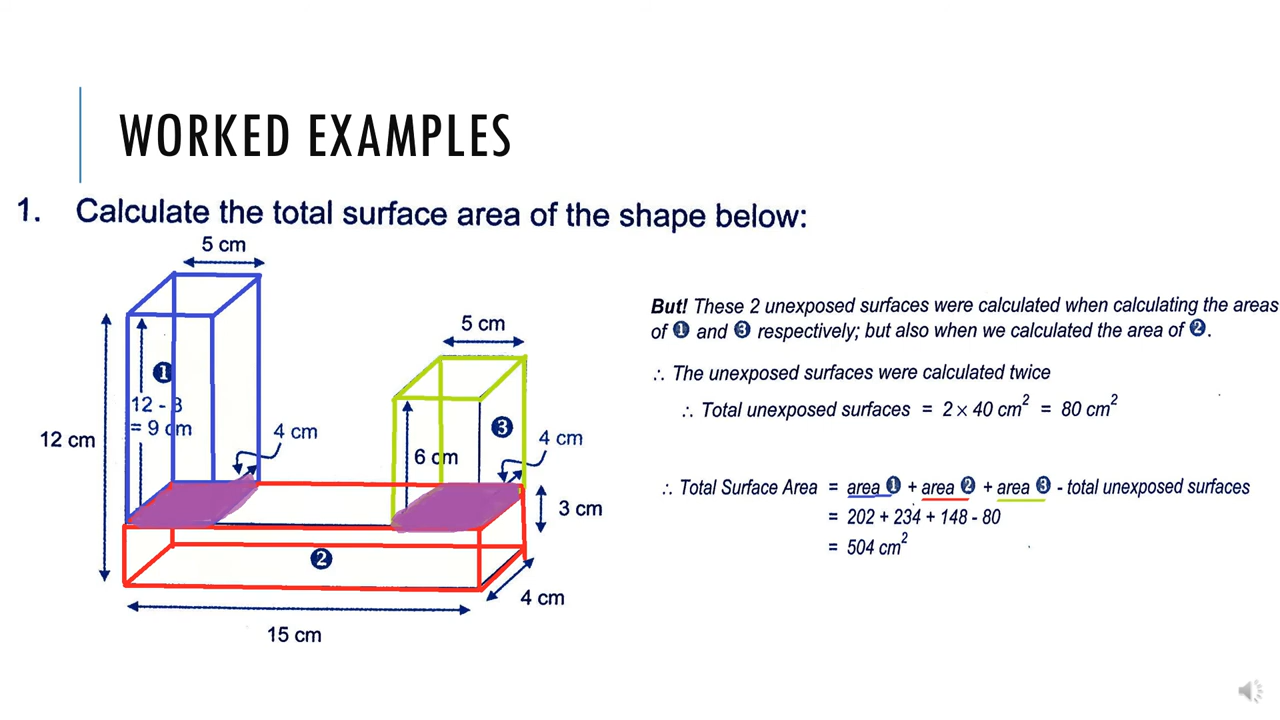 WORKED EXAMPLES
1. Calculate the total surface area of the shape below:
5 cm
5 cm
❶
12 - 3
= 9 cm
12 cm
4 cm
6 cm
❸
4 cm
3 cm
❷
4 cm
15 cm
But! These 2 unexposed surfaces were calculated when calculating the areas
of ❶ and ❸ respectively; but also when we calculated the area of ❷.
∴ The unexposed surfaces were calculated twice
∴ Total unexposed surfaces = 2 × 40 cm² = 80 cm²
∴ Total Surface Area = area ❶ + area ❷ + area ❸ - total unexposed surfaces
= 202 + 234 + 148 - 80
= 504 cm²